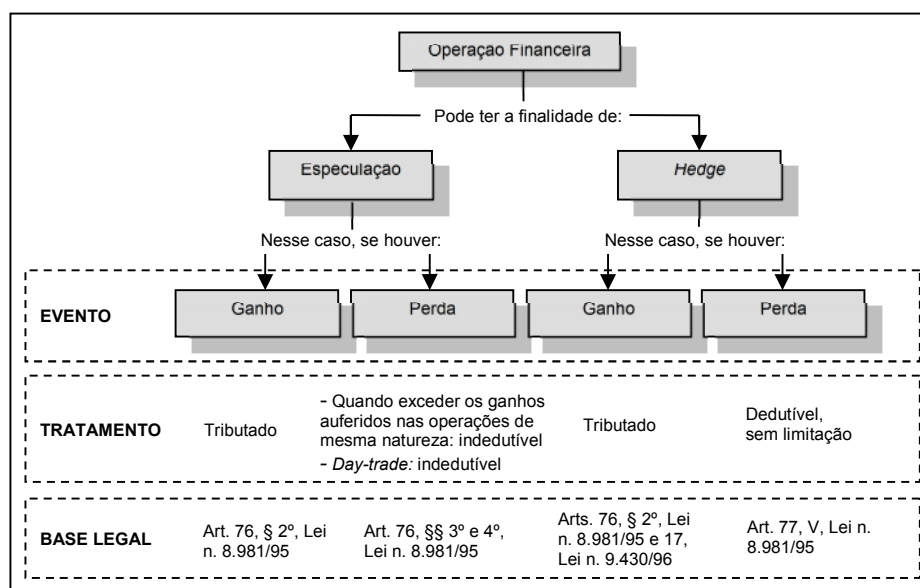 Operação Financeira
Pode ter a finalidade de:
Especulação
Hedge
Nesse caso, se houver:
Nesse caso, se houver:
EVENTO
Ganho
Perda
Ganho
Perda
TRATAMENTO
Tributado
- Quando exceder os ganhos
auferidos nas operações de
mesma natureza: indedutível
- Day-trade: indedutível
Tributado
Dedutível,
sem limitação
BASE LEGAL
Art. 76, § 2º, Lei
n. 8.981/95
Art. 76, §§ 3º e 4º,
Lei n. 8.981/95
Arts. 76, § 2º, Lei
n. 8.981/95 e 17,
Lei n. 9.430/96
Art. 77, V, Lei n.
8.981/95